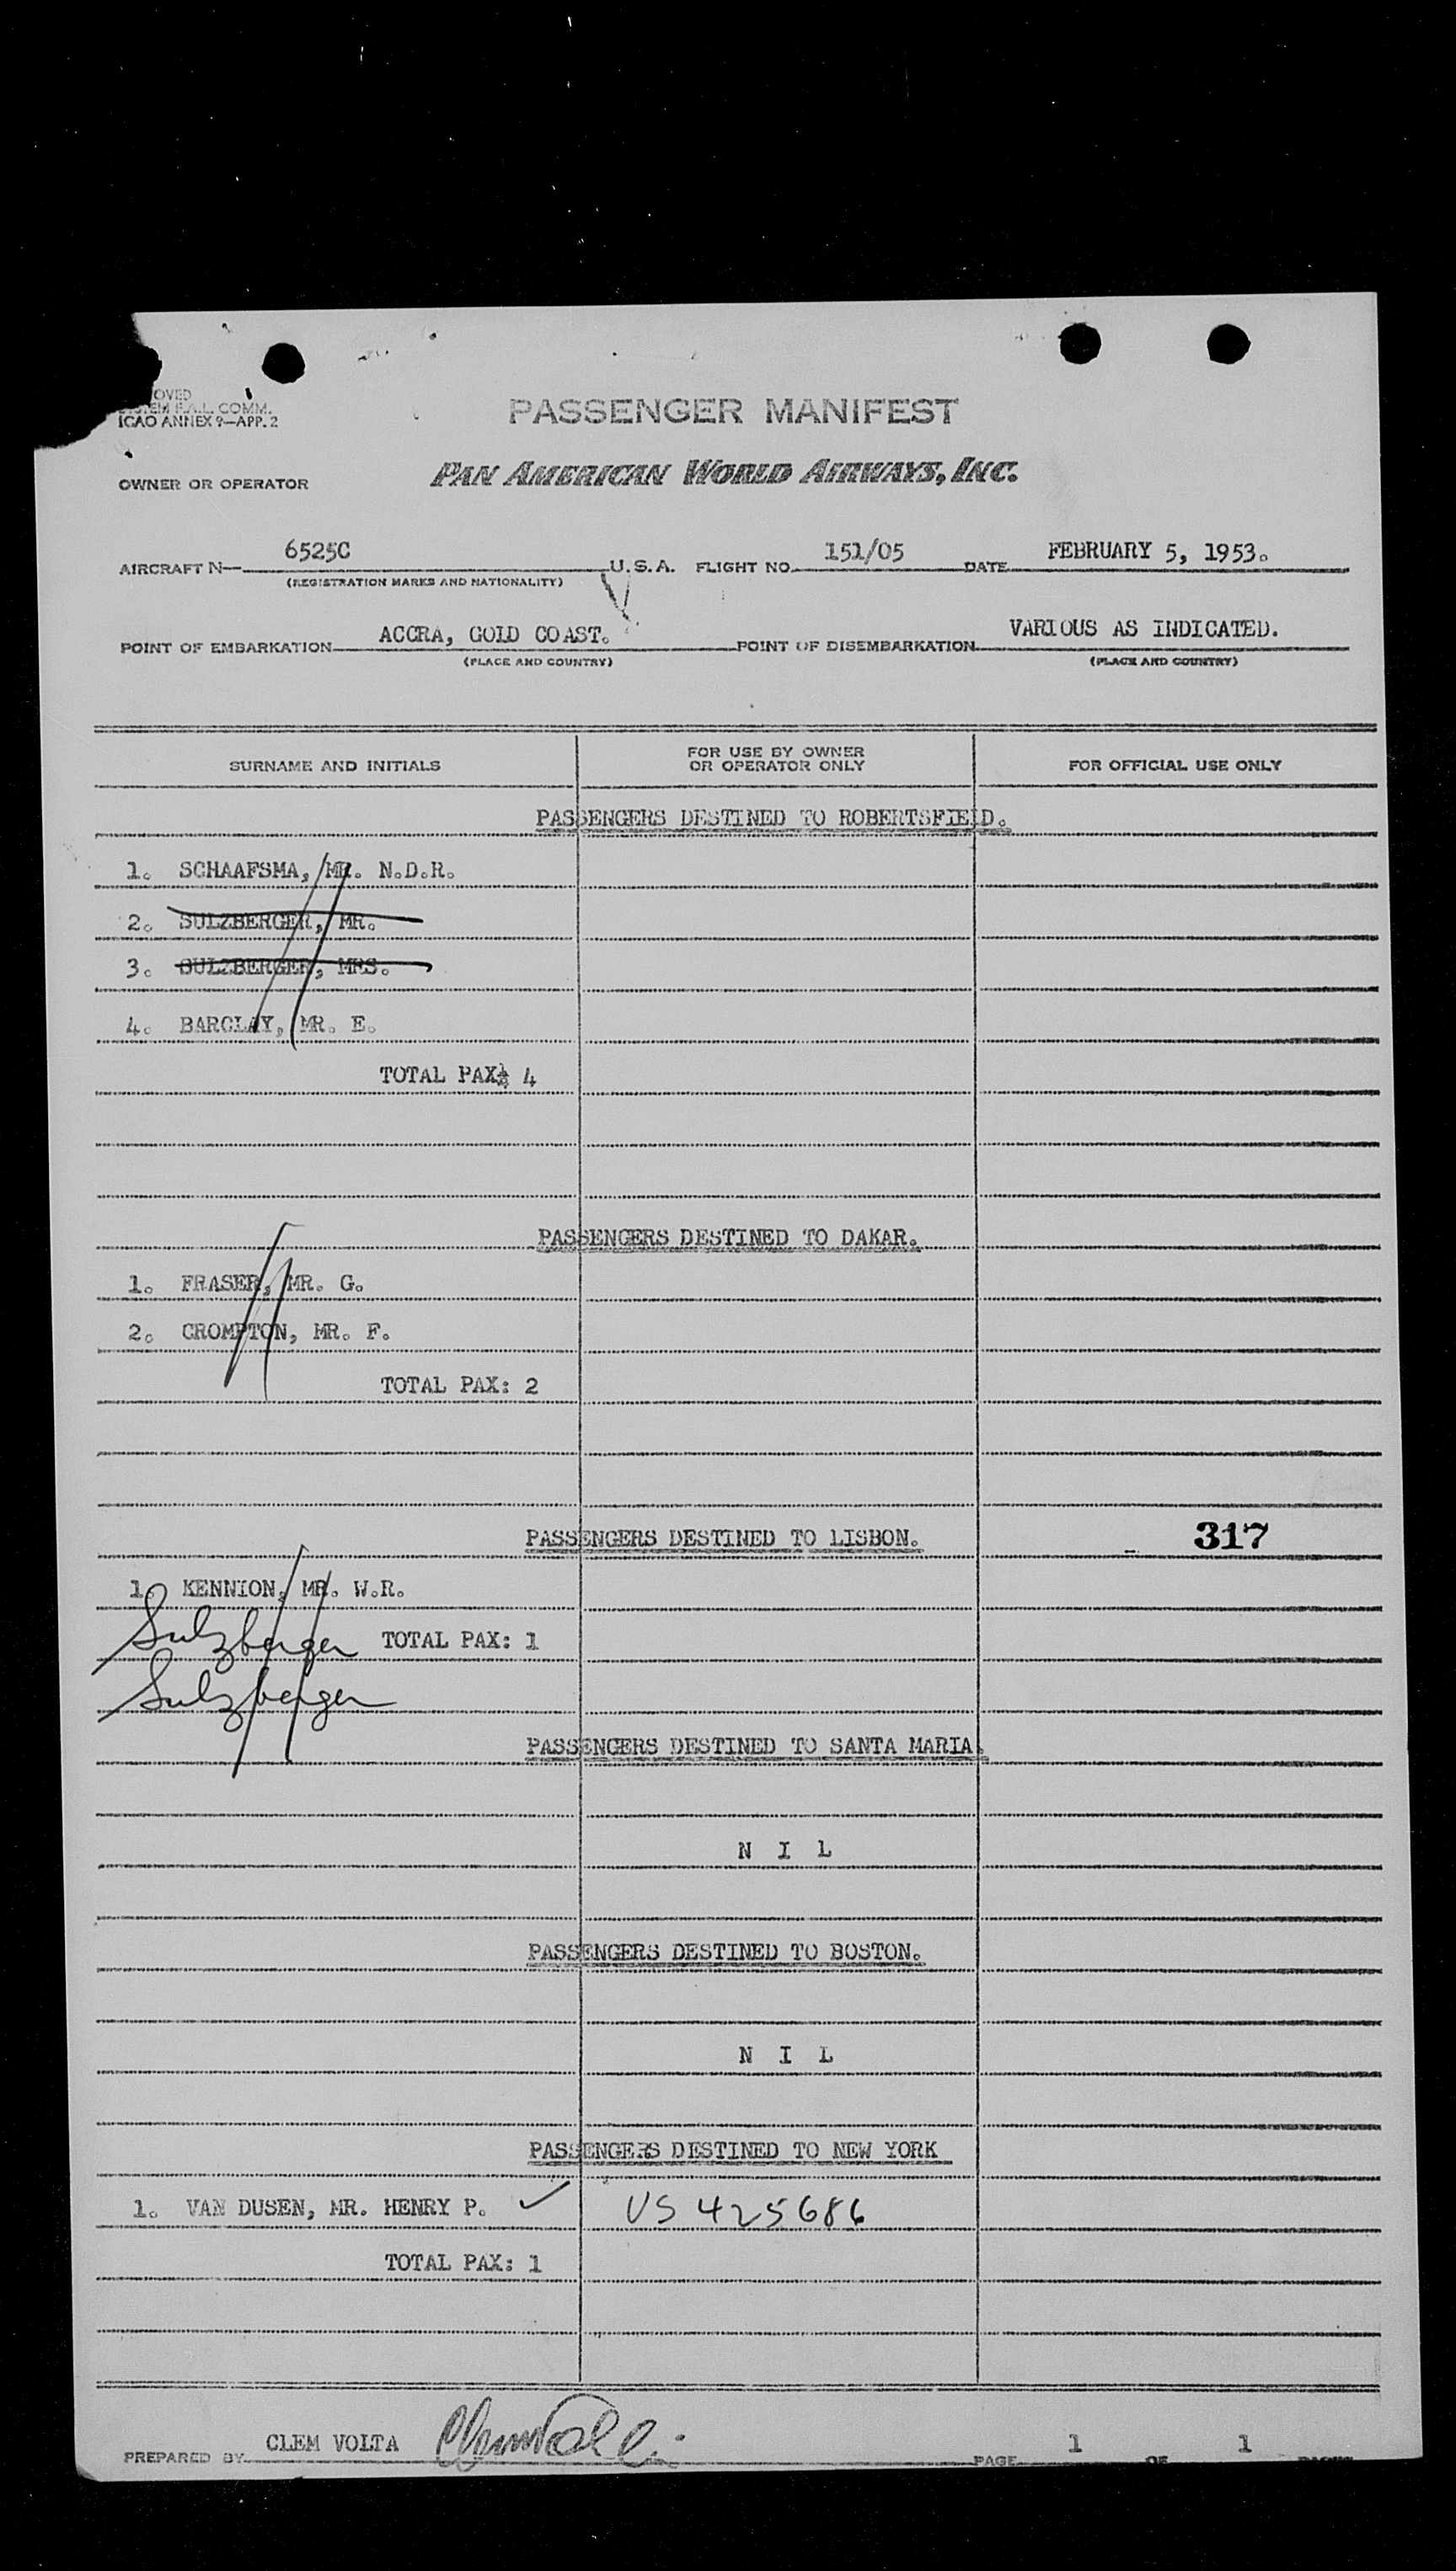 OVED
STEM F.A.L. COMM.
ICAO ANNEX 9—APP. 2
PASSENGER MANIFEST
OWNER OR OPERATOR PAN AMERICAN WORLD AIRWAYS, INC.
AIRCRAFT N— 6525C U.S.A. FLIGHT NO. 151/05 DATE FEBRUARY 5, 1953.
(REGISTRATION MARKS AND NATIONALITY)
POINT OF EMBARKATION ACCRA, GOLD COAST. POINT OF DISEMBARKATION VARIOUS AS INDICATED.
(PLACE AND COUNTRY) (PLACE AND COUNTRY)
SURNAME AND INITIALS FOR USE BY OWNER OR OPERATOR ONLY FOR OFFICIAL USE ONLY
PASSENGERS DESTINED TO ROBERTSFIELD.
1. SCHAAFSMA, MR. N.D.R.
2. SULZBERGER, MR.
3. SULZBERGER, MRS.
4. BARCLAY, MR. E.
TOTAL PAX: 4
PASSENGERS DESTINED TO DAKAR.
1. FRASER, MR. G.
2. CROMPTON, MR. F.
TOTAL PAX: 2
PASSENGERS DESTINED TO LISBON. 317
1. KENNION, MR. W.R.
Sulzberger TOTAL PAX: 1
Sulzberger
PASSENGERS DESTINED TO SANTA MARIA.
N I L
PASSENGERS DESTINED TO BOSTON.
N I L
PASSENGERS DESTINED TO NEW YORK
1. VAN DUSEN, MR. HENRY P. ✓ US 425686
TOTAL PAX: 1
PREPARED BY CLEM VOLTA PAGE 1 OF 1 PAGES